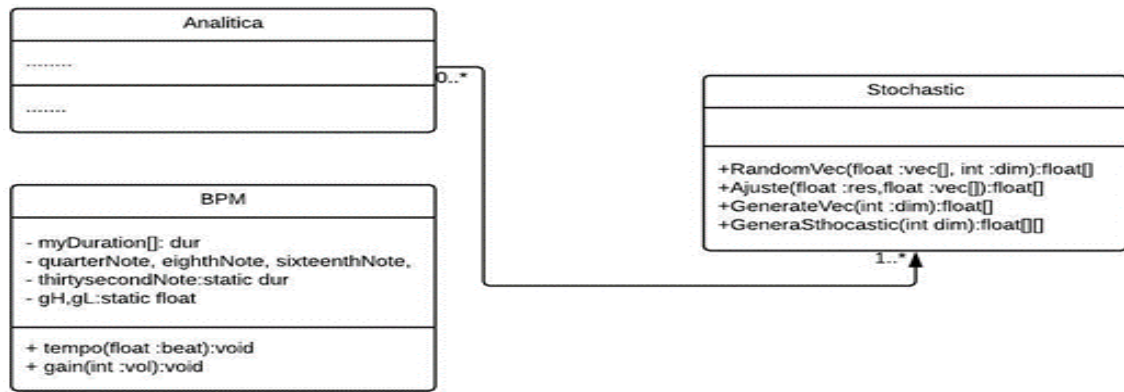 Analitica
--------
-------
0..*
Stochastic
+RandomVec(float :vec[], int :dim):float[]
+Ajuste(float :res,float :vec[]):float[]
+GenerateVec(int :dim):float[]
+GeneraSthocastic(int dim):float[][]
1..*
BPM
- myDuration[]: dur
- quarterNote, eighthNote, sixteenthNote,
- thirtysecondNote:static dur
- gH,gL:static float
+ tempo(float :beat):void
+ gain(int :vol):void